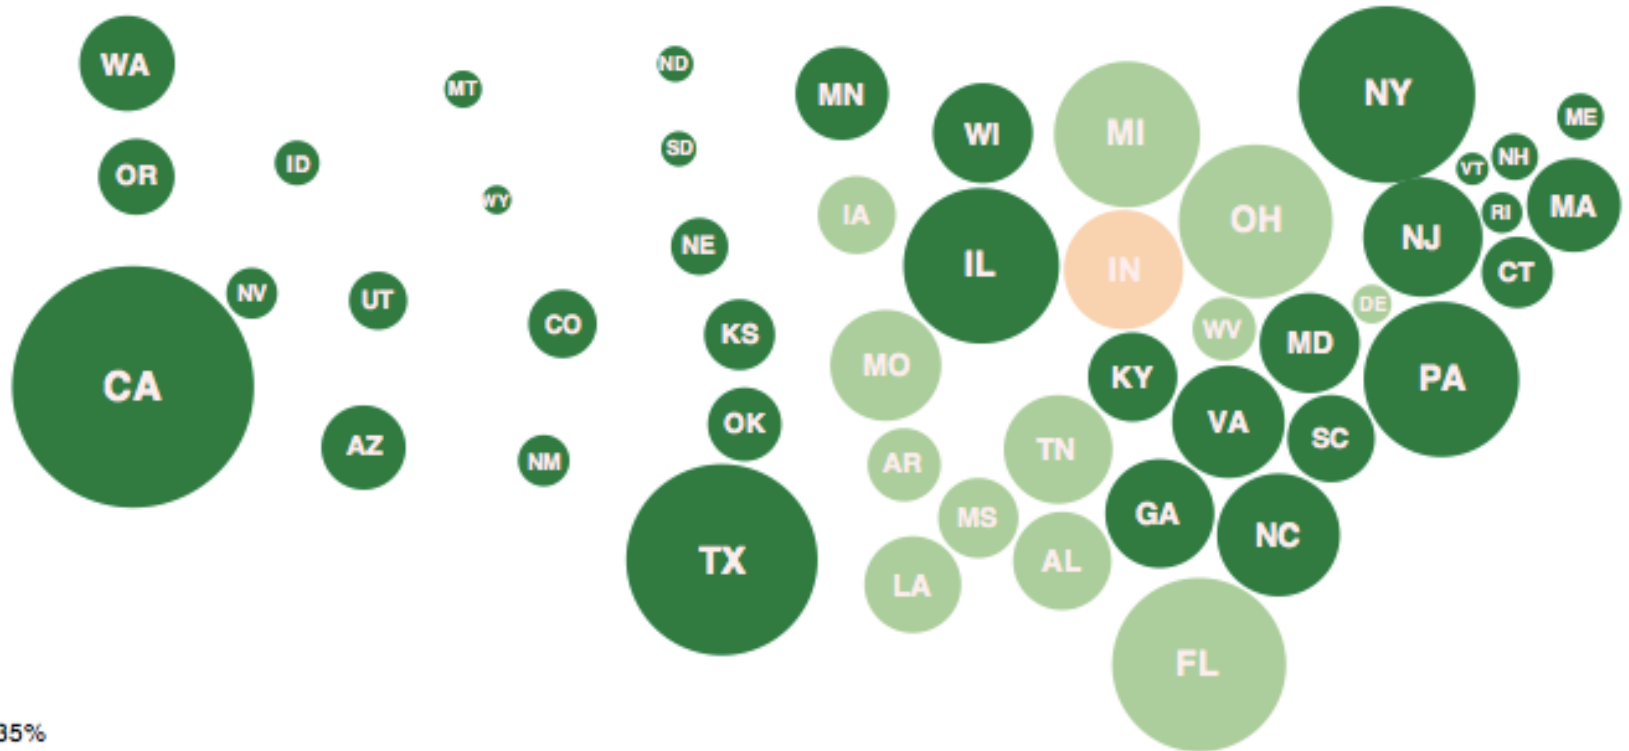 WA
MT
ND
MN
WI
MI
NY
ME
OR
ID
WY
SD
IA
IL
OH
VT
NH
MA
NE
IN
NJ
RI
CT
NV
UT
CO
KS
MO
WV
DE
MD
CA
KY
PA
AZ
NM
OK
AR
TN
VA
SC
TX
MS
GA
NC
LA
AL
FL
35%